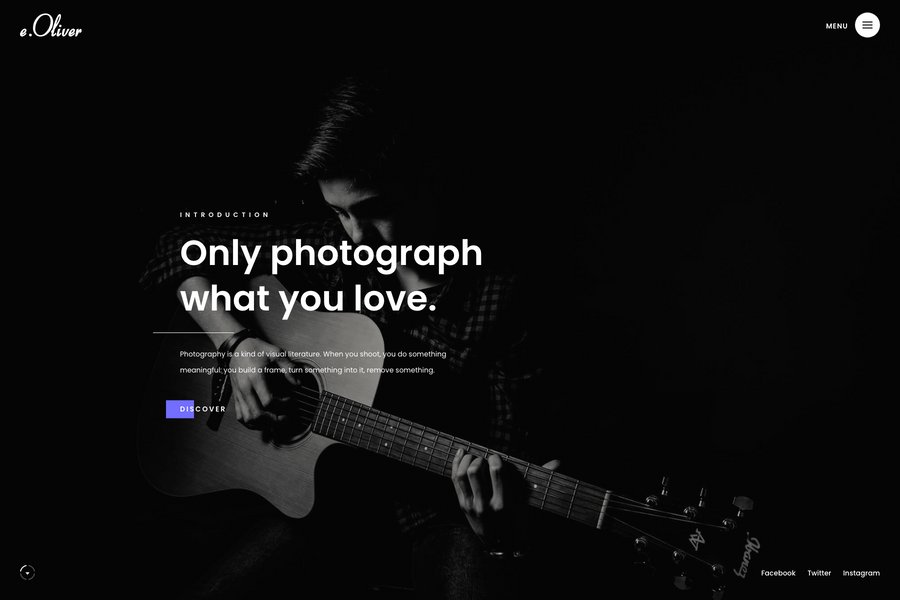 e.Oliver
MENU
INTRODUCTION
Only photograph
what you love.
Photography is a kind of visual literature. When you shoot, you do something
meaningful; you build a frame, turn something into it, remove something.
DISCOVER
Ibanez
Facebook Twitter Instagram